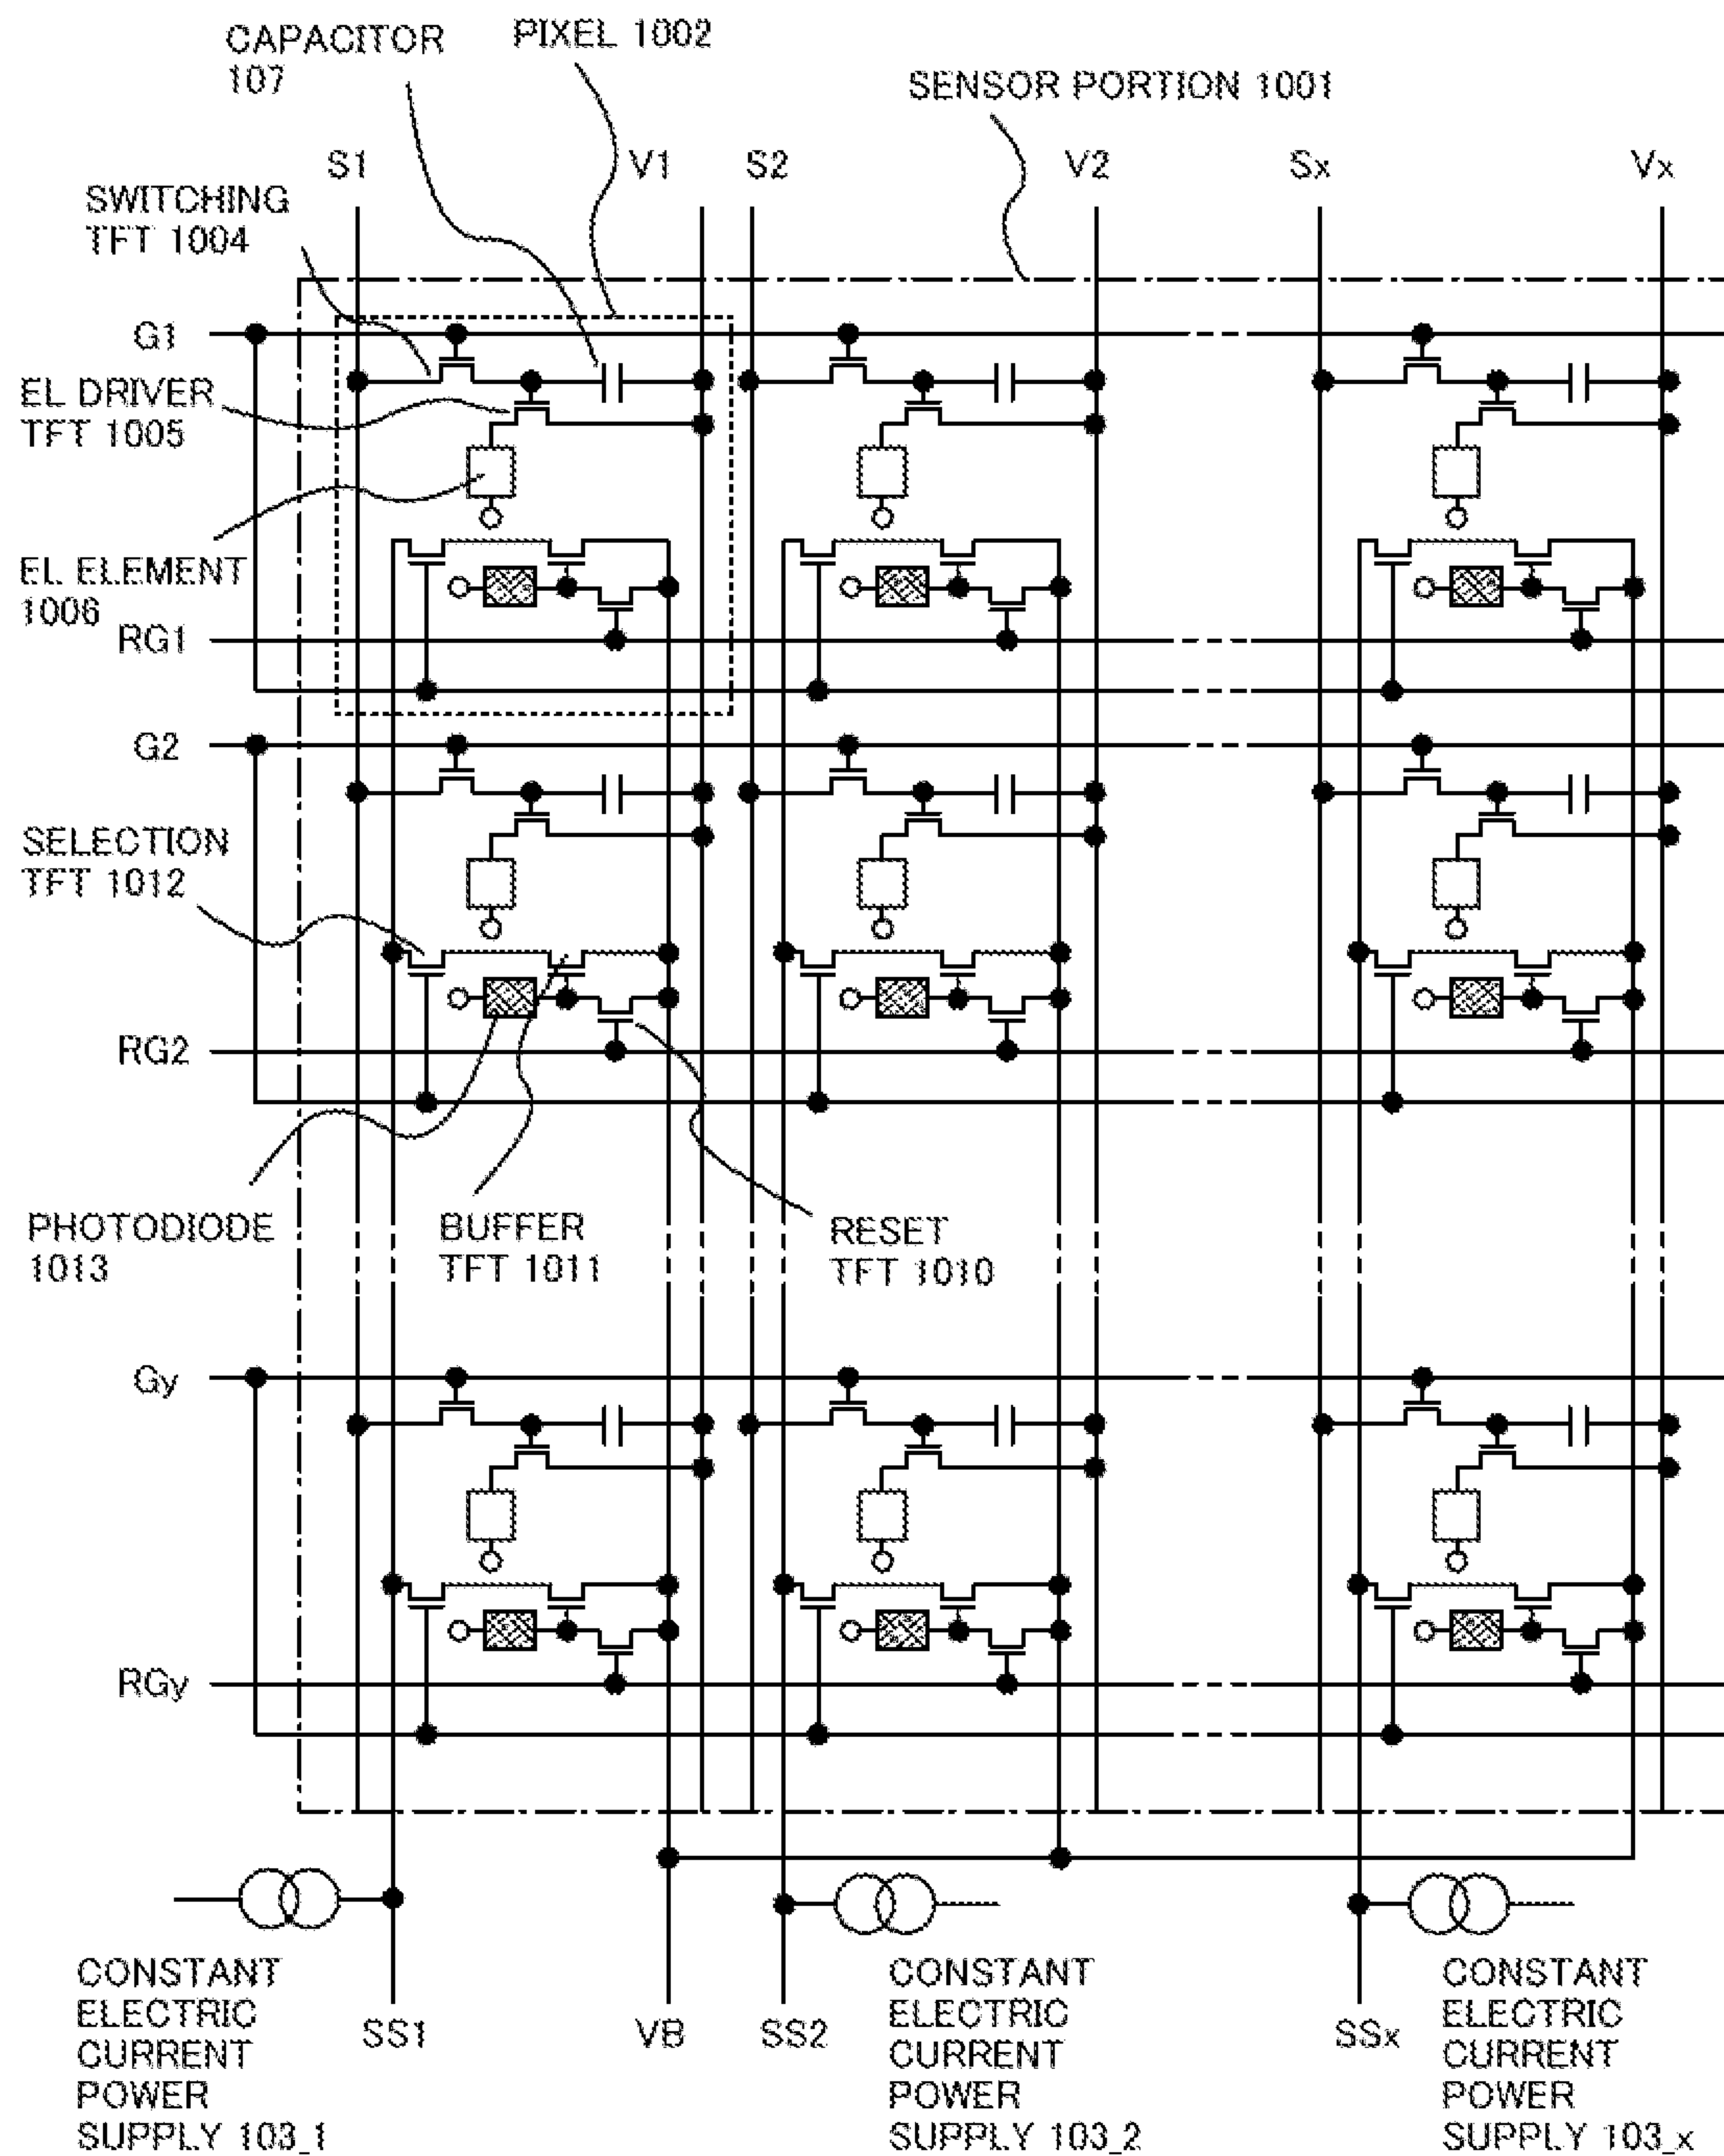 CAPACITOR
107
PIXEL 1002
SENSOR PORTION 1001
S1
V1
S2
V2
Sx
Vx
SWITCHING
TFT 1004
G1
EL DRIVER
TFT 1005
EL ELEMENT
1006
RG1
G2
SELECTION
TFT 1012
RG2
PHOTODIODE
1013
BUFFER
TFT 1011
RESET
TFT 1010
Gy
RGy
CONSTANT
ELECTRIC
CURRENT
POWER
SUPPLY 103_1
SS1
VB
SS2
CONSTANT
ELECTRIC
CURRENT
POWER
SUPPLY 103_2
SSx
CONSTANT
ELECTRIC
CURRENT
POWER
SUPPLY 103_x